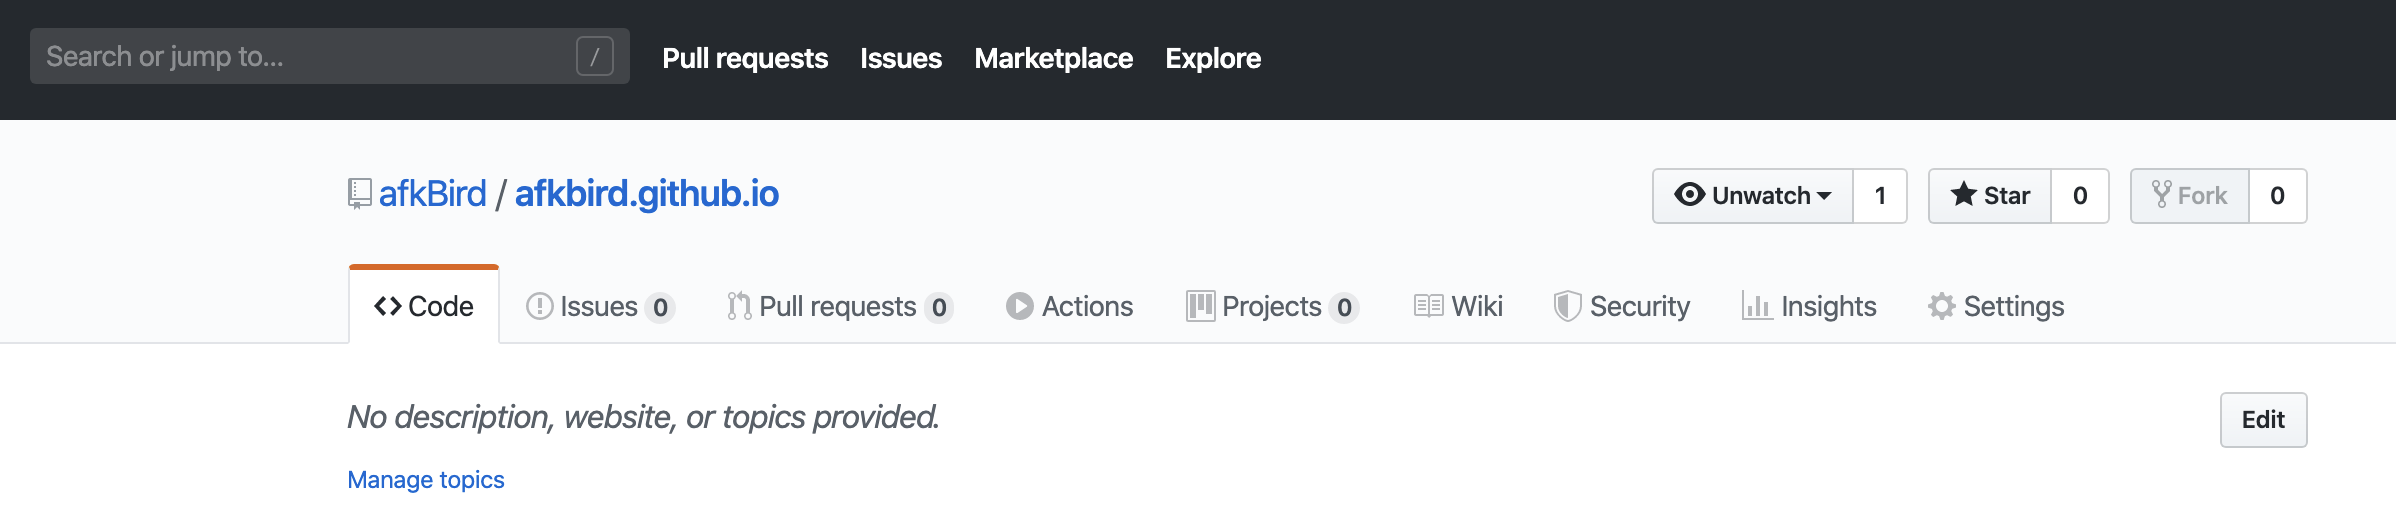 Search or jump to... /
Pull requests Issues Marketplace Explore
afkBird / afkbird.github.io
Unwatch 1 Star 0 Fork 0
Code Issues 0 Pull requests 0 Actions Projects 0 Wiki Security Insights Settings
No description, website, or topics provided.
Edit
Manage topics